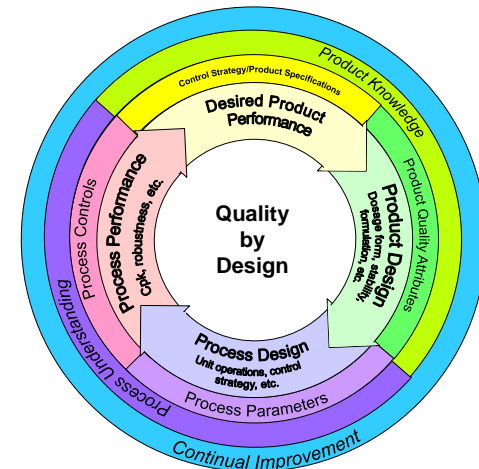 Product Knowledge
Control Strategy/Product Specifications
Desired Product
Performance
Product Quality Attributes
Product Design
Dosage form, stability,
formulation, etc.
Quality
by
Design
Process Performance
Cpk, robustness, etc.
Process Controls
Process Understanding
Process Design
Unit operations, control
strategy, etc.
Process Parameters
Continual Improvement